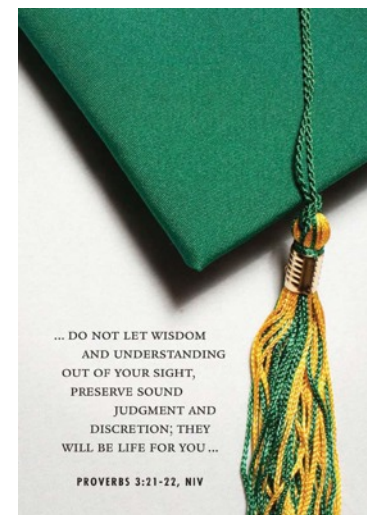 ... DO NOT LET WISDOM
AND UNDERSTANDING
OUT OF YOUR SIGHT,
PRESERVE SOUND
JUDGMENT AND
DISCRETION; THEY
WILL BE LIFE FOR YOU ...
PROVERBS 3:21-22, NIV